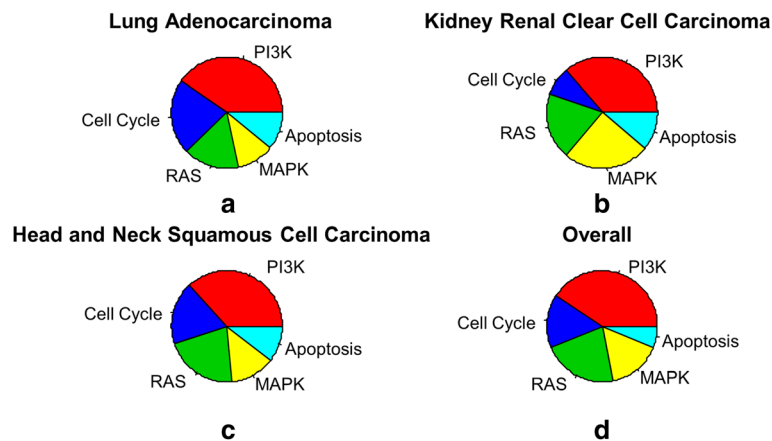 Lung Adenocarcinoma
PI3K
Cell Cycle
RAS
MAPK
Apoptosis
a
Kidney Renal Clear Cell Carcinoma
PI3K
Cell Cycle
RAS
MAPK
Apoptosis
b
Head and Neck Squamous Cell Carcinoma
PI3K
Cell Cycle
RAS
MAPK
Apoptosis
c
Overall
PI3K
Cell Cycle
RAS
MAPK
Apoptosis
d